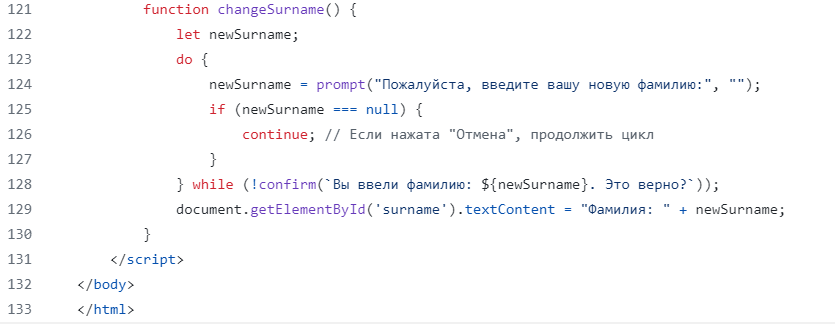 121 function changeSurname() {
122 let newSurname;
123 do {
124 newSurname = prompt("Пожалуйста, введите вашу новую фамилию:", "");
125 if (newSurname === null) {
126 continue; // Если нажата "Отмена", продолжить цикл
127 }
128 } while (!confirm(`Вы ввели фамилию: ${newSurname}. Это верно?`));
129 document.getElementById('surname').textContent = "Фамилия: " + newSurname;
130 }
131 </script>
132 </body>
133 </html>